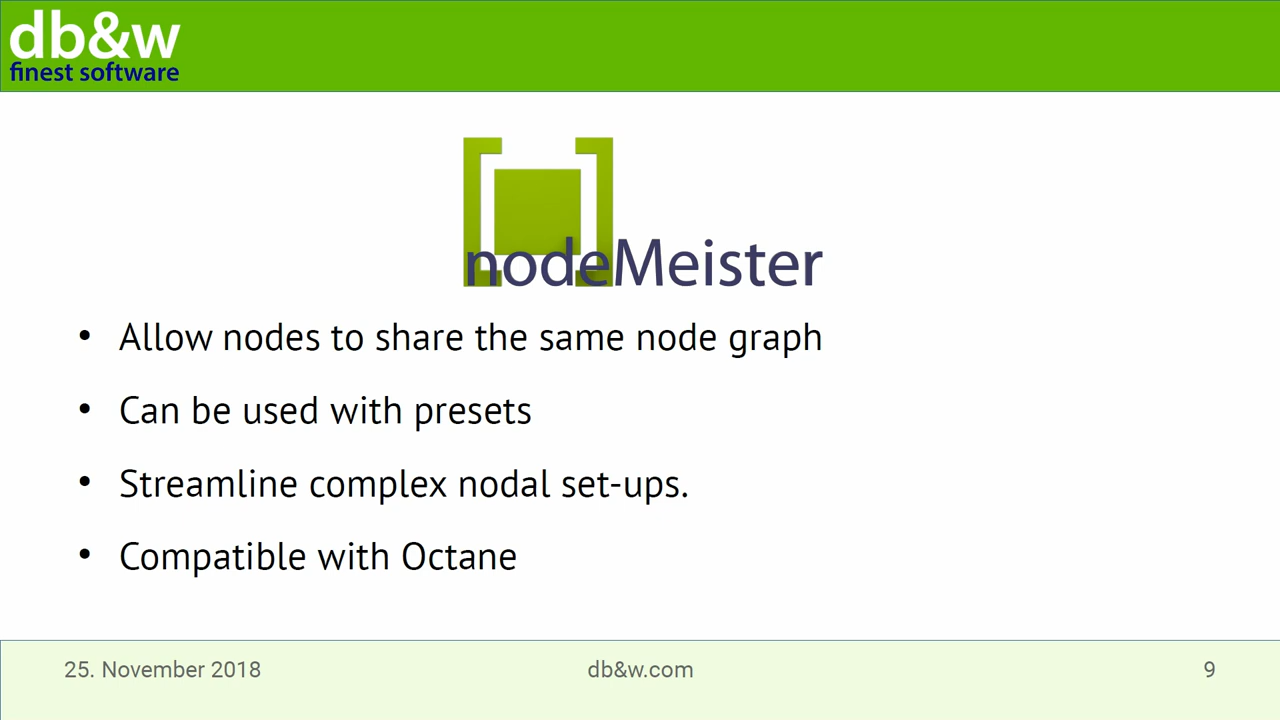 db&w
finest software
nodeMeister
• Allow nodes to share the same node graph
• Can be used with presets
• Streamline complex nodal set-ups.
• Compatible with Octane
25. November 2018
db&w.com
9